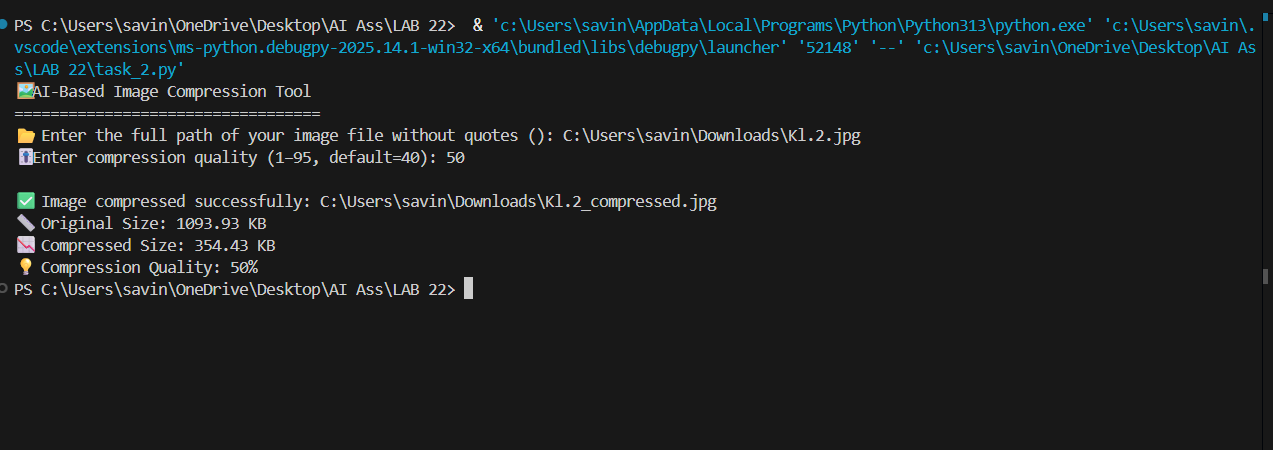 PS C:\Users\savin\OneDrive\Desktop\AI Ass\LAB 22>  & 'c:\Users\savin\AppData\Local\Programs\Python\Python313\python.exe' 'c:\Users\savin\.
vscode\extensions\ms-python.debugpy-2025.14.1-win32-x64\bundled\libs\debugpy\launcher' '52148' '--' 'c:\Users\savin\OneDrive\Desktop\AI As
s\LAB 22\task_2.py'
🖼️AI-Based Image Compression Tool
==================================
📂 Enter the full path of your image file without quotes (): C:\Users\savin\Downloads\Kl.2.jpg
🎚️Enter compression quality (1–95, default=40): 50
✅ Image compressed successfully: C:\Users\savin\Downloads\Kl.2_compressed.jpg
📏 Original Size: 1093.93 KB
📉 Compressed Size: 354.43 KB
💡 Compression Quality: 50%
PS C:\Users\savin\OneDrive\Desktop\AI Ass\LAB 22>